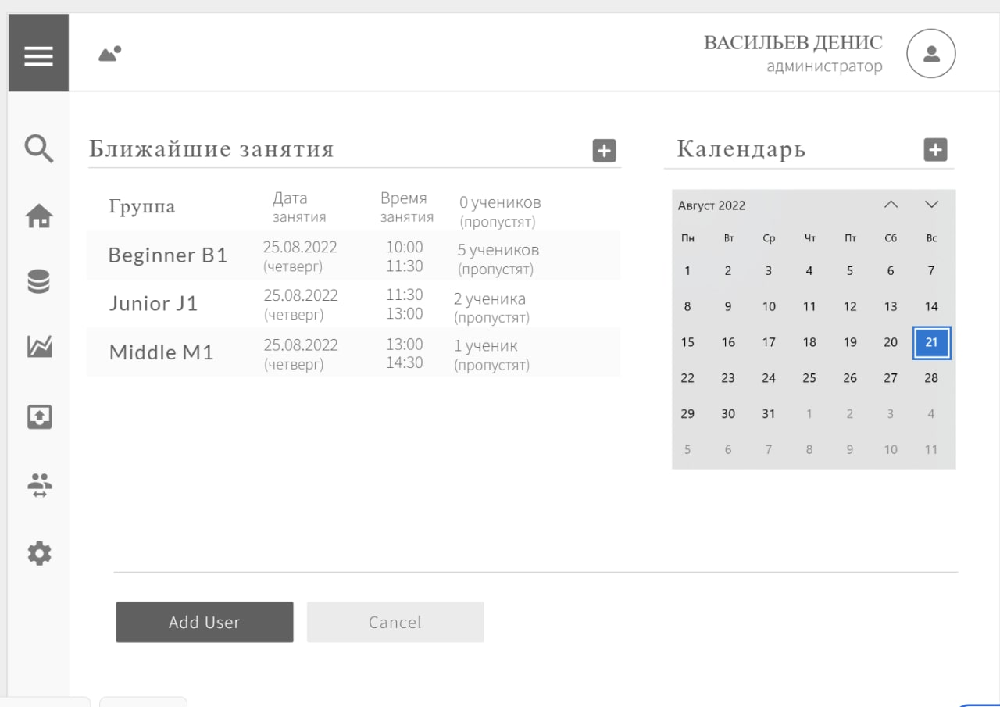 ВАСИЛЬЕВ ДЕНИС
администратор
Ближайшие занятия
Календарь
Группа
Дата
занятия
Время
занятия
0 учеников
(пропустят)
Beginner B1
25.08.2022
(четверг)
10:00
11:30
5 учеников
(пропустят)
Junior J1
25.08.2022
(четверг)
11:30
13:00
2 ученика
(пропустят)
Middle M1
25.08.2022
(четверг)
13:00
14:30
1 ученик
(пропустят)
Август 2022
Пн Вт Ср Чт Пт Сб Вс
1 2 3 4 5 6 7
8 9 10 11 12 13 14
15 16 17 18 19 20 21
22 23 24 25 26 27 28
29 30 31 1 2 3 4
5 6 7 8 9 10 11
Add User
Cancel